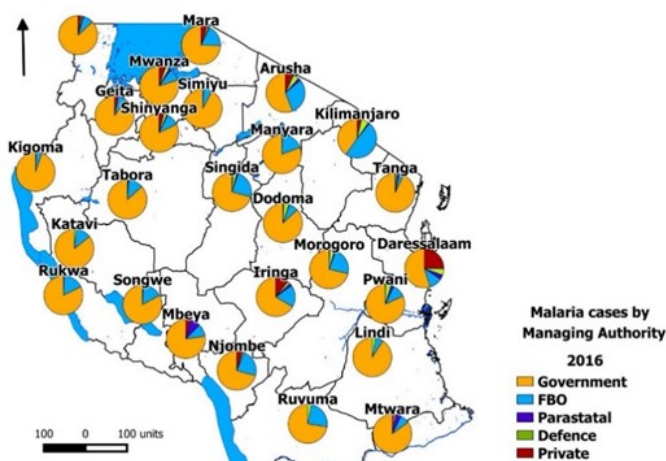 Mara
Mwanza
Arusha
Geita
Simiyu
Shinyanga
Kilimanjaro
Manyara
Kigoma
Singida
Tanga
Tabora
Dodoma
Katavi
Morogoro
Daressalaam
Rukwa
Songwe
Iringa
Pwani
Mbeya
Lindi
Njombe
Ruvuma
Mtwara
100 0 100 units
Malaria cases by
Managing Authority
2016
Government
FBO
Parastatal
Defence
Private